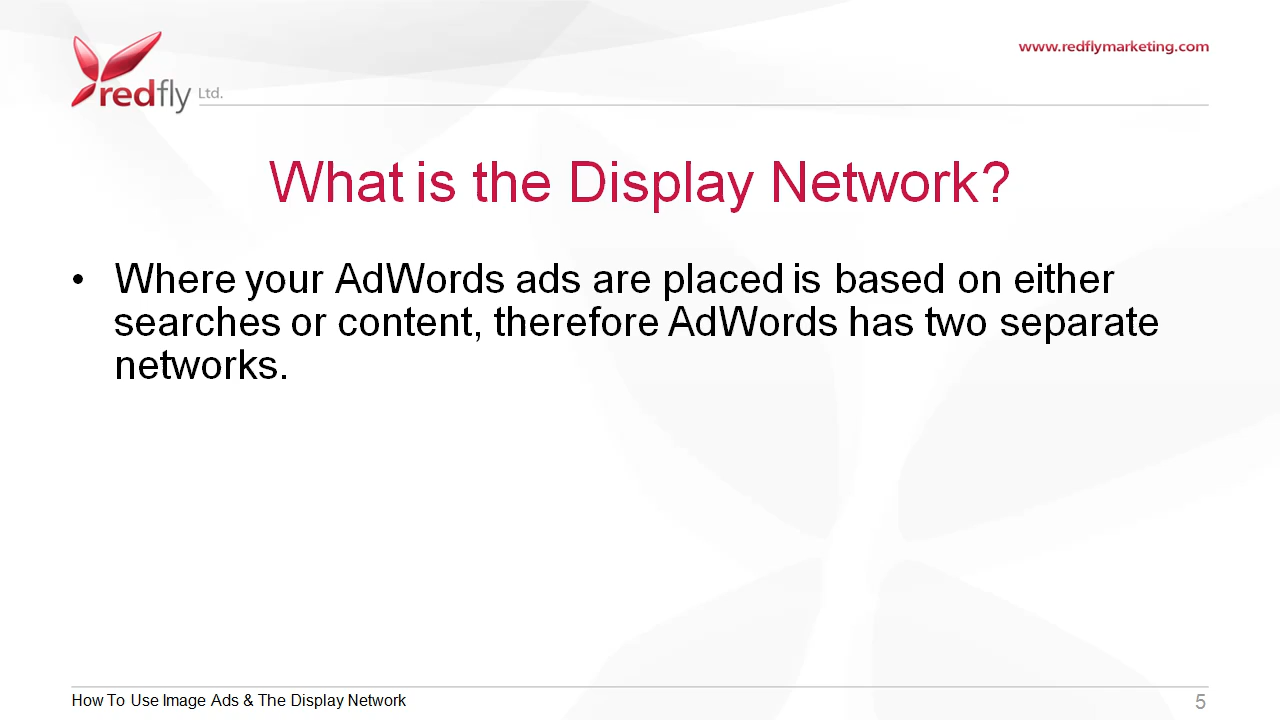 www.redflymarketing.com
redfly Ltd.
What is the Display Network?
• Where your AdWords ads are placed is based on either
searches or content, therefore AdWords has two separate
networks.
How To Use Image Ads & The Display Network
5